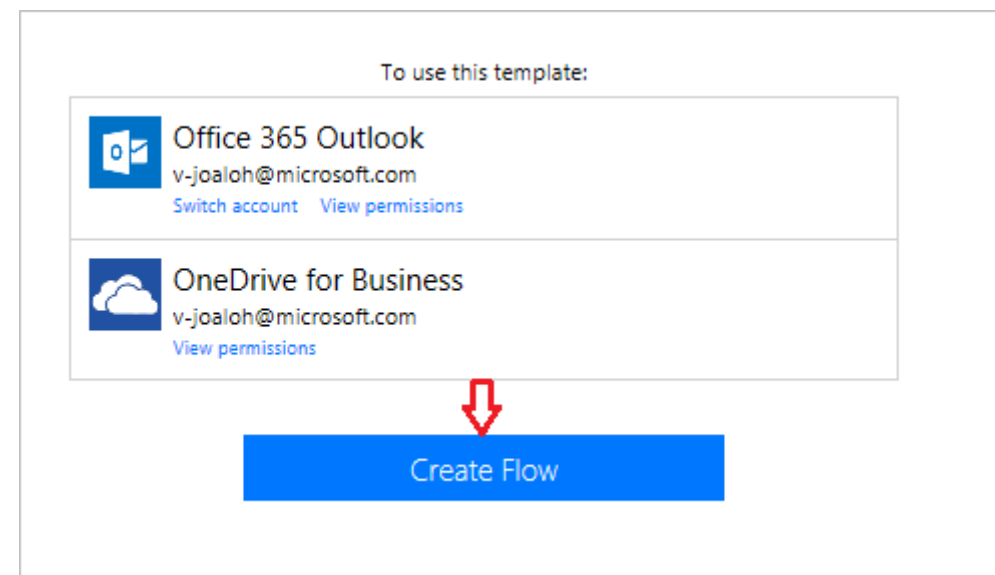 To use this template:
Office 365 Outlook
v-joaloh@microsoft.com
Switch account View permissions
OneDrive for Business
v-joaloh@microsoft.com
View permissions
Create Flow